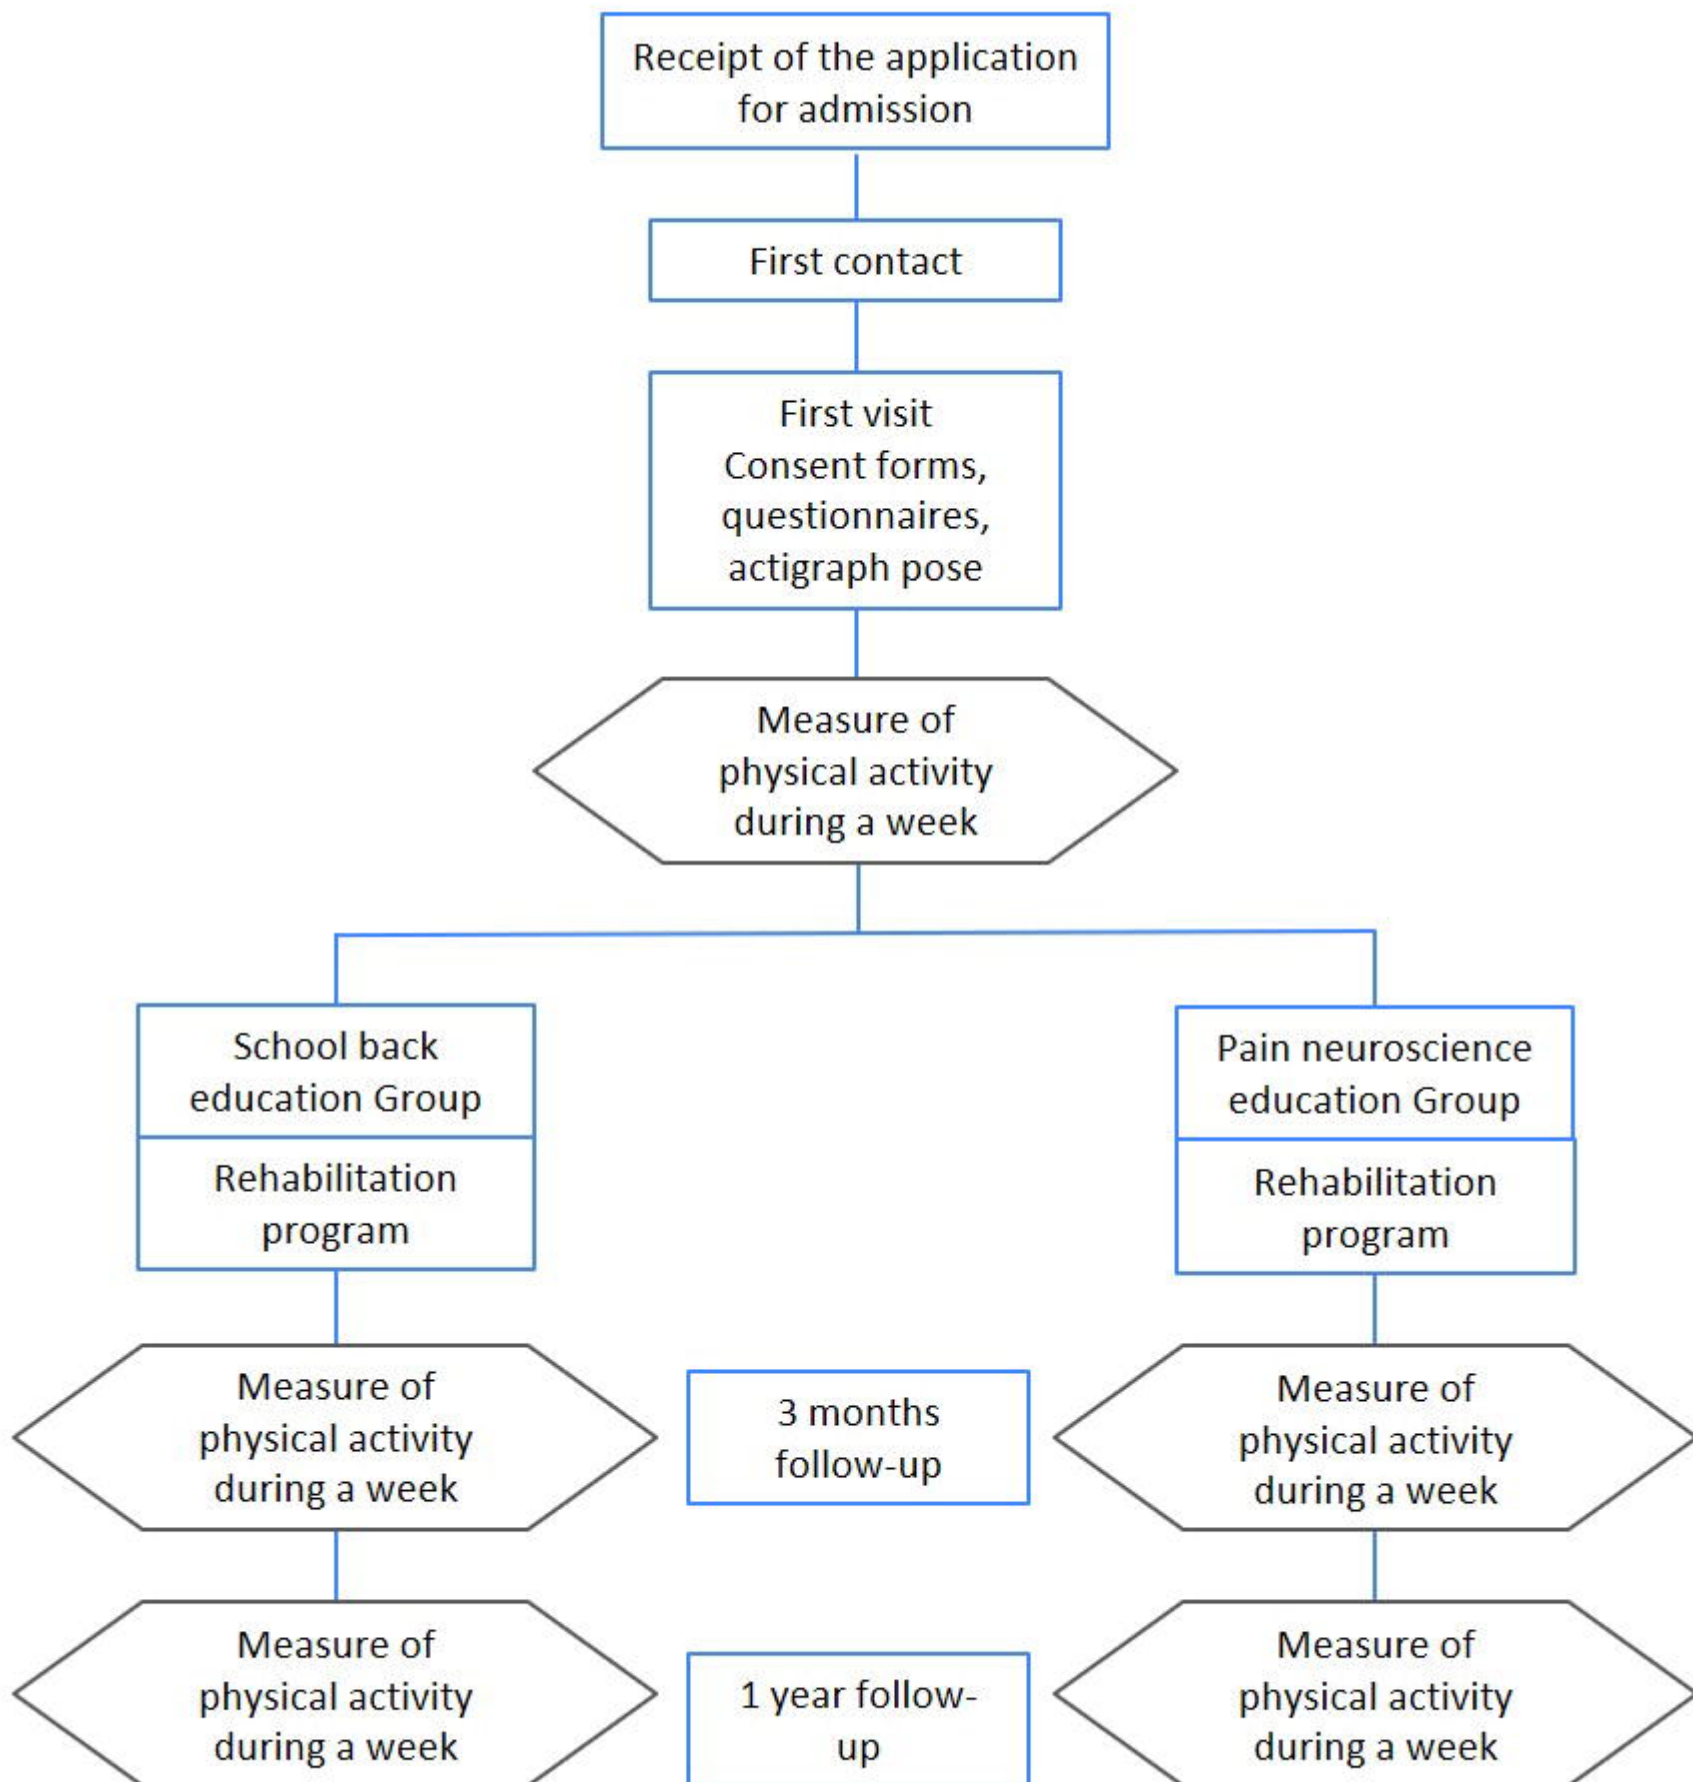 Receipt of the application
for admission
First contact
First visit
Consent forms,
questionnaires,
actigraph pose
Measure of
physical activity
during a week
School back
education Group
Rehabilitation
program
Pain neuroscience
education Group
Rehabilitation
program
Measure of
physical activity
during a week
3 months
follow-up
Measure of
physical activity
during a week
Measure of
physical activity
during a week
1 year follow-
up
Measure of
physical activity
during a week